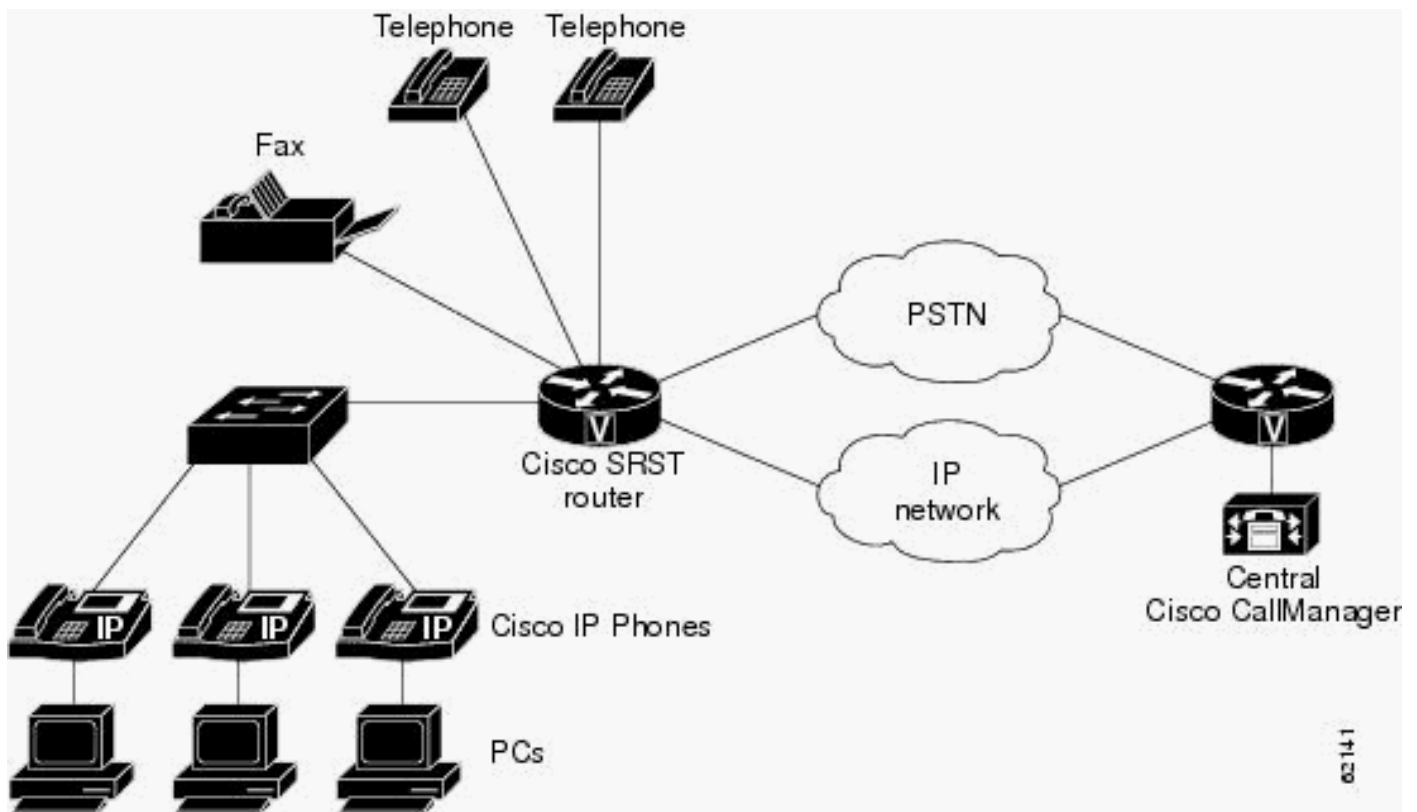 Telephone Telephone
Fax
PSTN
V
V
Cisco SRST
router
IP
network
Central
Cisco CallManager
IP IP IP
Cisco IP Phones
PCs
62141